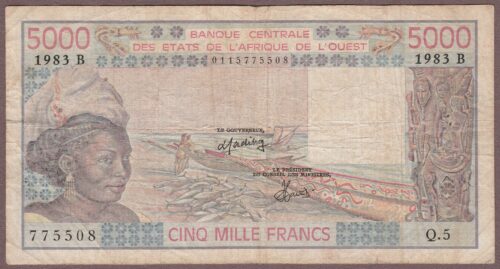 5000
BANQUE CENTRALE
DES ETATS DE L'AFRIQUE DE L'OUEST
5000
1983 B
0115775508
1983 B
LE GOUVERNEUR,
LE PRÉSIDENT
DU CONSEIL DES MINISTRES,
775508
CINQ MILLE FRANCS
Q.5